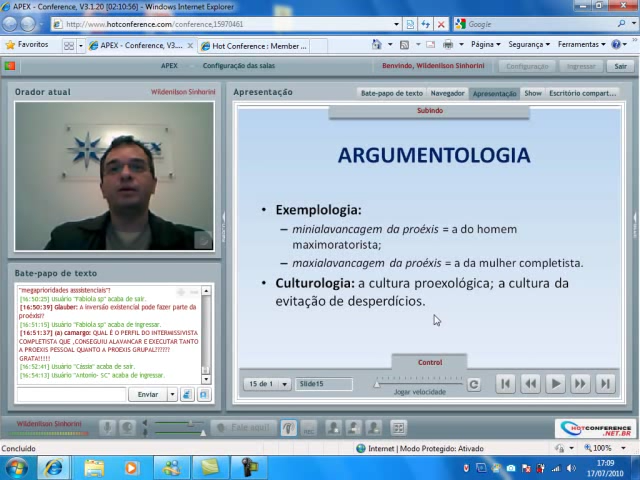 APEX - Conference, V3.1.20 [02:10:56] - Windows Internet Explorer
http://www.hotconference.com/conference,15970461
Google
Favoritos
APEX - Conference, V3....
Hot Conference : Member ...
Página
Segurança
Ferramentas
APEX
Configuração das salas
Benvindo, Wildenilson Sinhorini
Configuração
Ingressar
Sair
Orador atual
Wildenilson Sinhorini
Apresentação
Bate-papo de texto
Navegador
Apresentação
Show
Escritório compart...
Subindo
ARGUMENTOLOGIA
• Exemplologia:
– minialavancagem da proéxis = a do homem
maximoratorista;
– maxialavancagem da proéxis = a da mulher completista.
• Culturologia: a cultura proexológica; a cultura da
evitação de desperdícios.
Bate-papo de texto
"megaprioridades asssistenciais"?
[16:50:25] Usuário "Fabiola sp" acaba de sair.
[16:50:39] Glauber: A inversão existencial pode fazer parte da
proéxis?
[16:51:15] Usuário "Fabiola sp" acaba de ingressar.
[16:51:37] (a) camargo: QUAL É O PERFIL DO INTERMISSIVISTA
COMPLETISTA QUE ,CONSEGUIU ALAVANCAR E EXECUTAR TANTO
A PROEXIS PESSOAL QUANTO A PROEXIS GRUPAL??????
GRATA!!!!!
[16:52:41] Usuário "Cássia" acaba de sair.
[16:54:13] Usuário "Antonio- SC" acaba de ingressar.
Enviar
Control
15 de 1
Slide15
Jogar velocidade
Wildenilson Sinhorini
Fale aqui!
REC
HOTCONFERENCE
.NET.BR
Concluído
Internet | Modo Protegido: Ativado
100%
17:09
17/07/2010